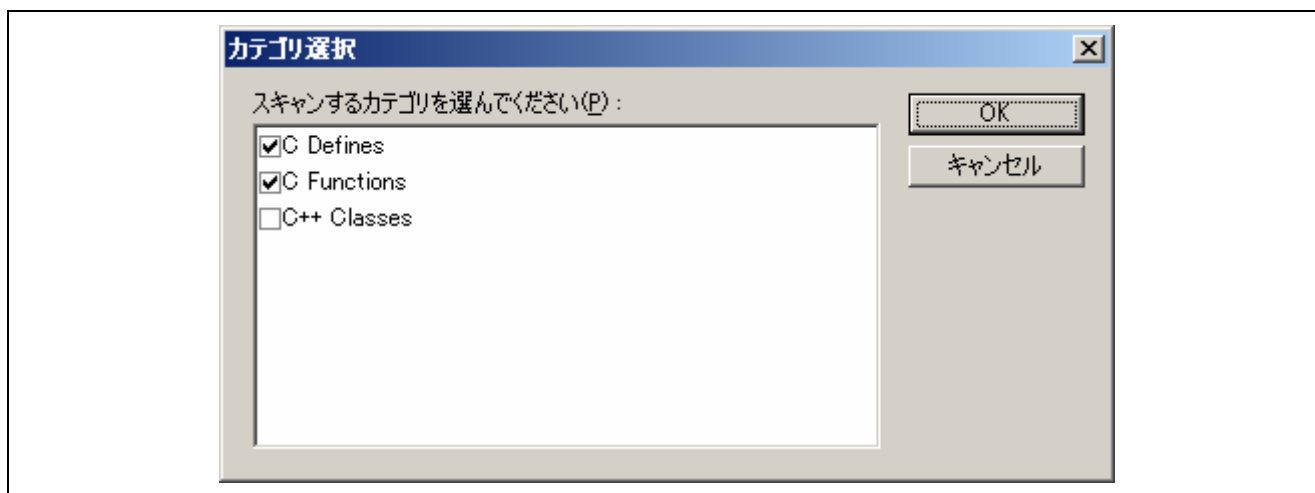 カテゴリ選択
スキャンするカテゴリを選んでください(P) :
OK
C Defines
キャンセル
C Functions
C++ Classes